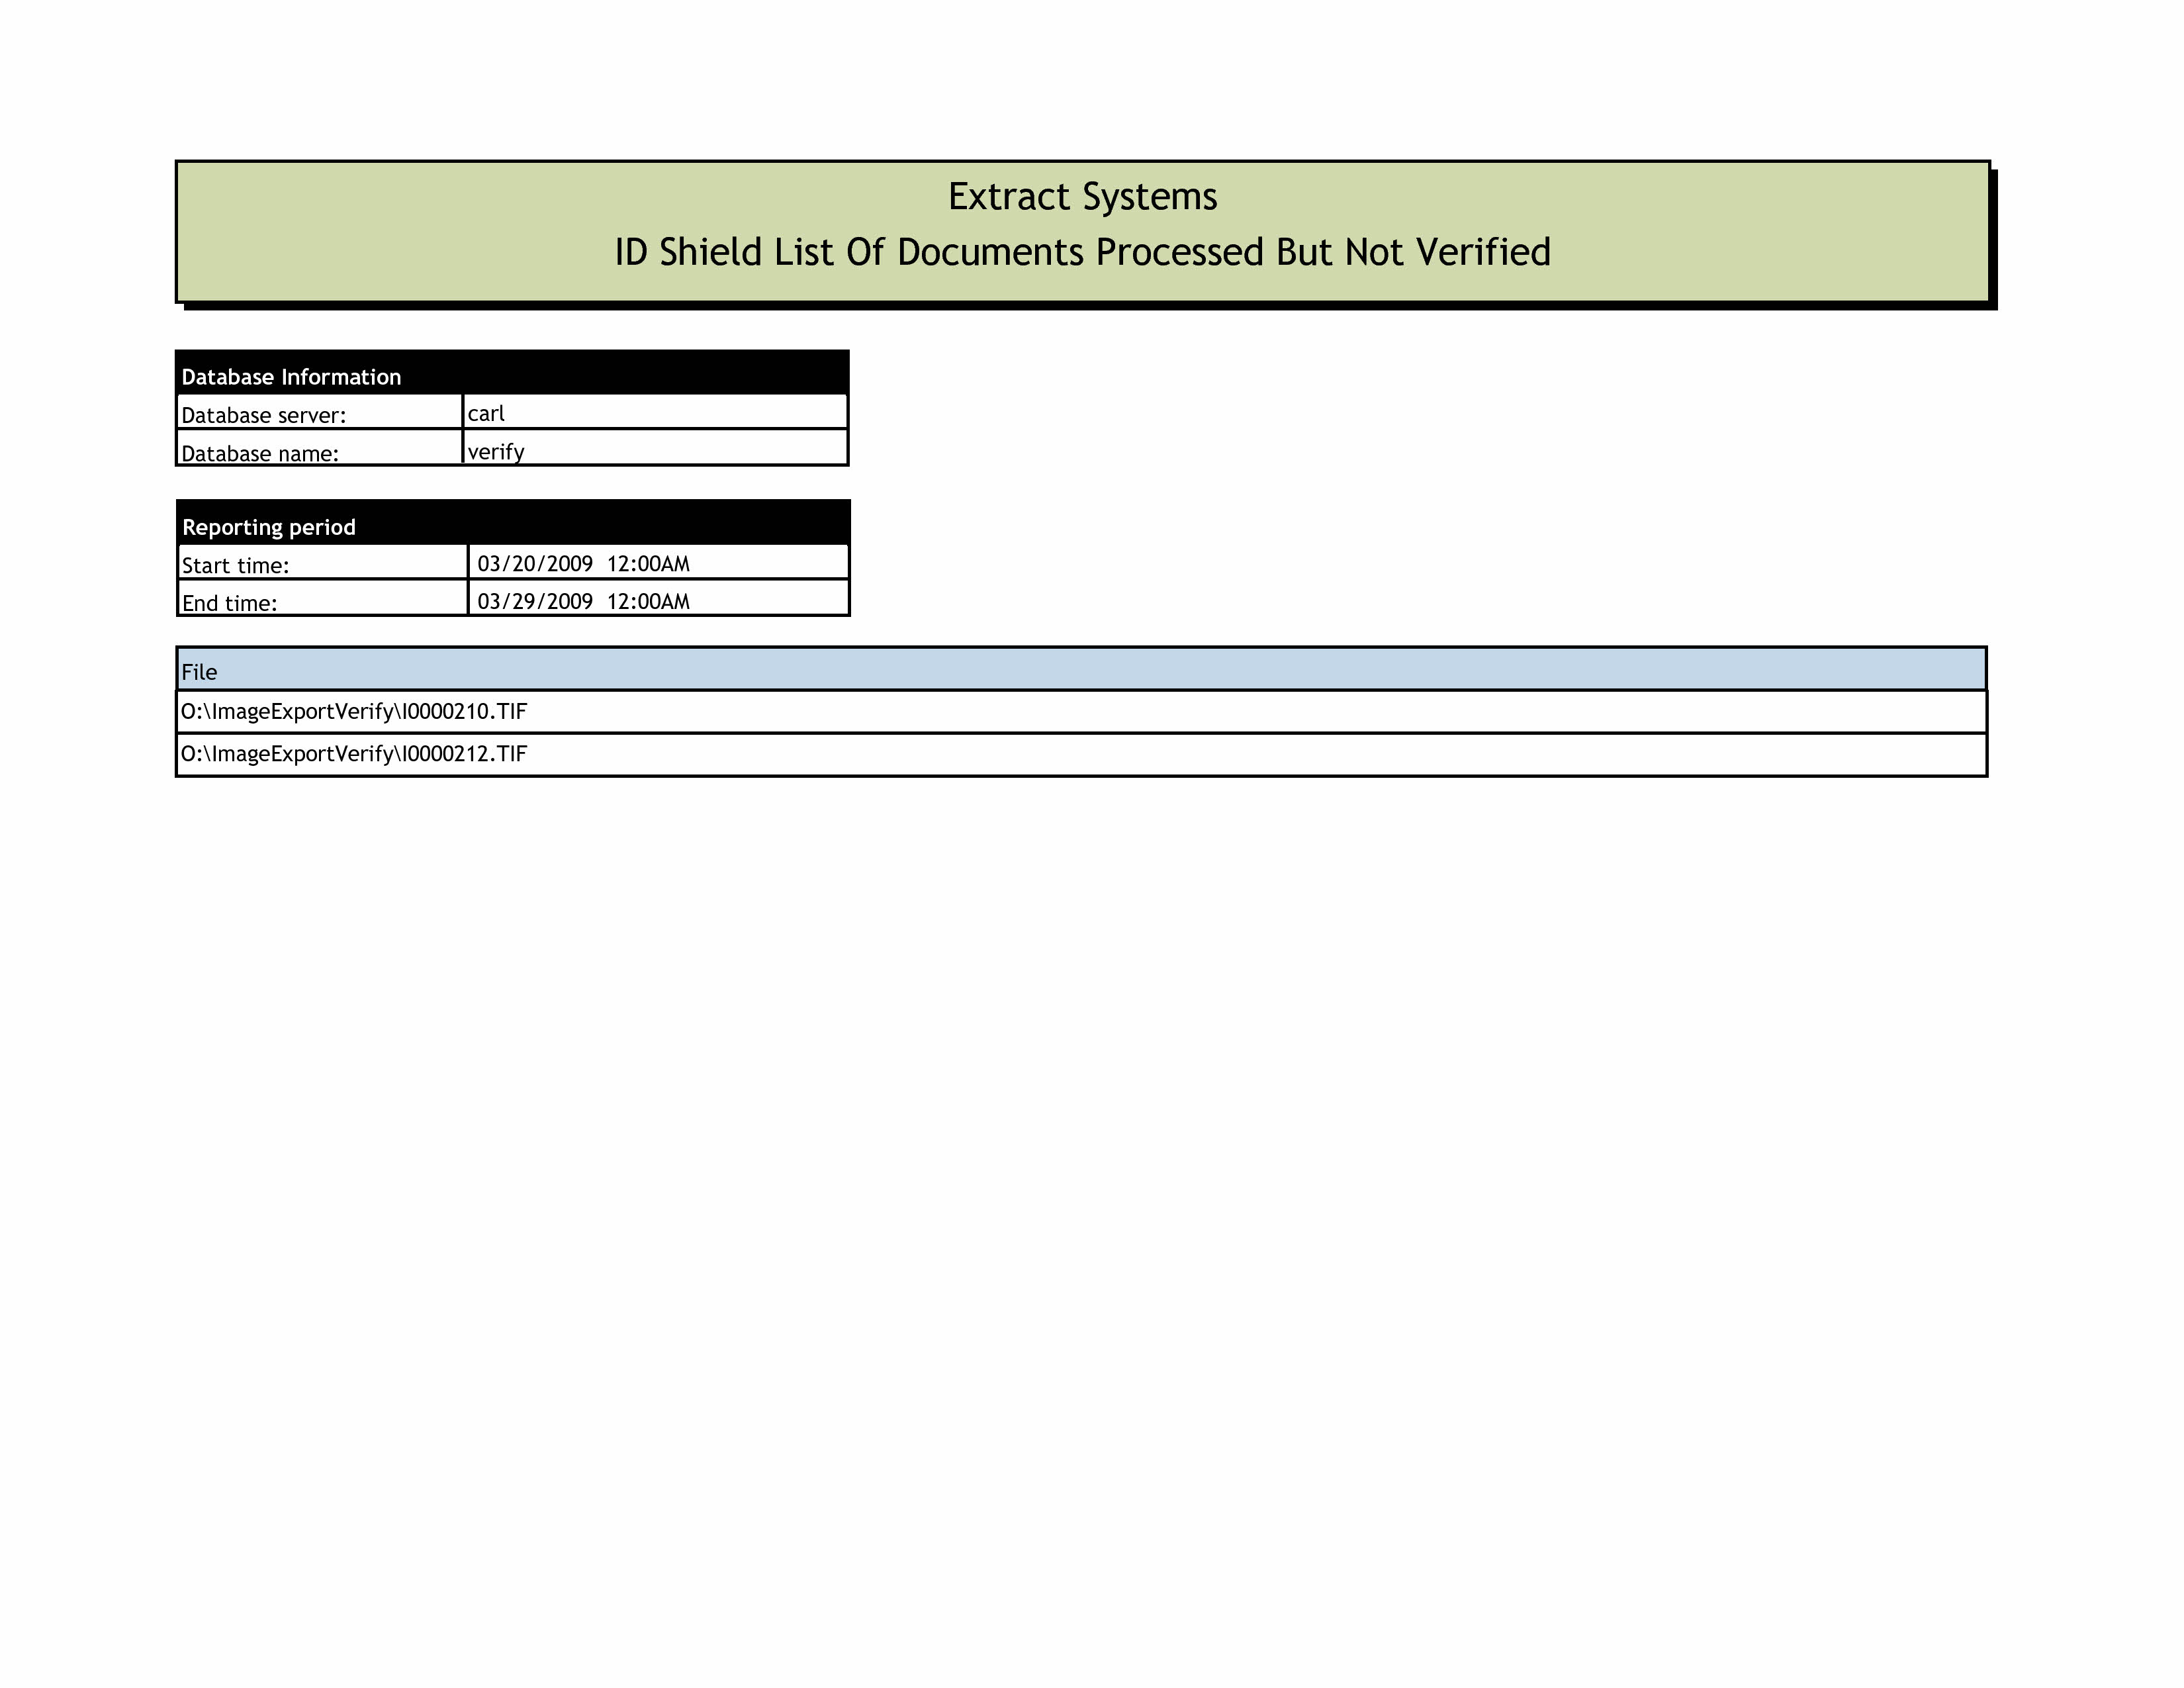 Extract Systems
ID Shield List Of Documents Processed But Not Verified
Database Information
Database server: carl
Database name: verify
Reporting period
Start time: 03/20/2009 12:00AM
End time: 03/29/2009 12:00AM
File
O:\ImageExportVerify\I0000210.TIF
O:\ImageExportVerify\I0000212.TIF